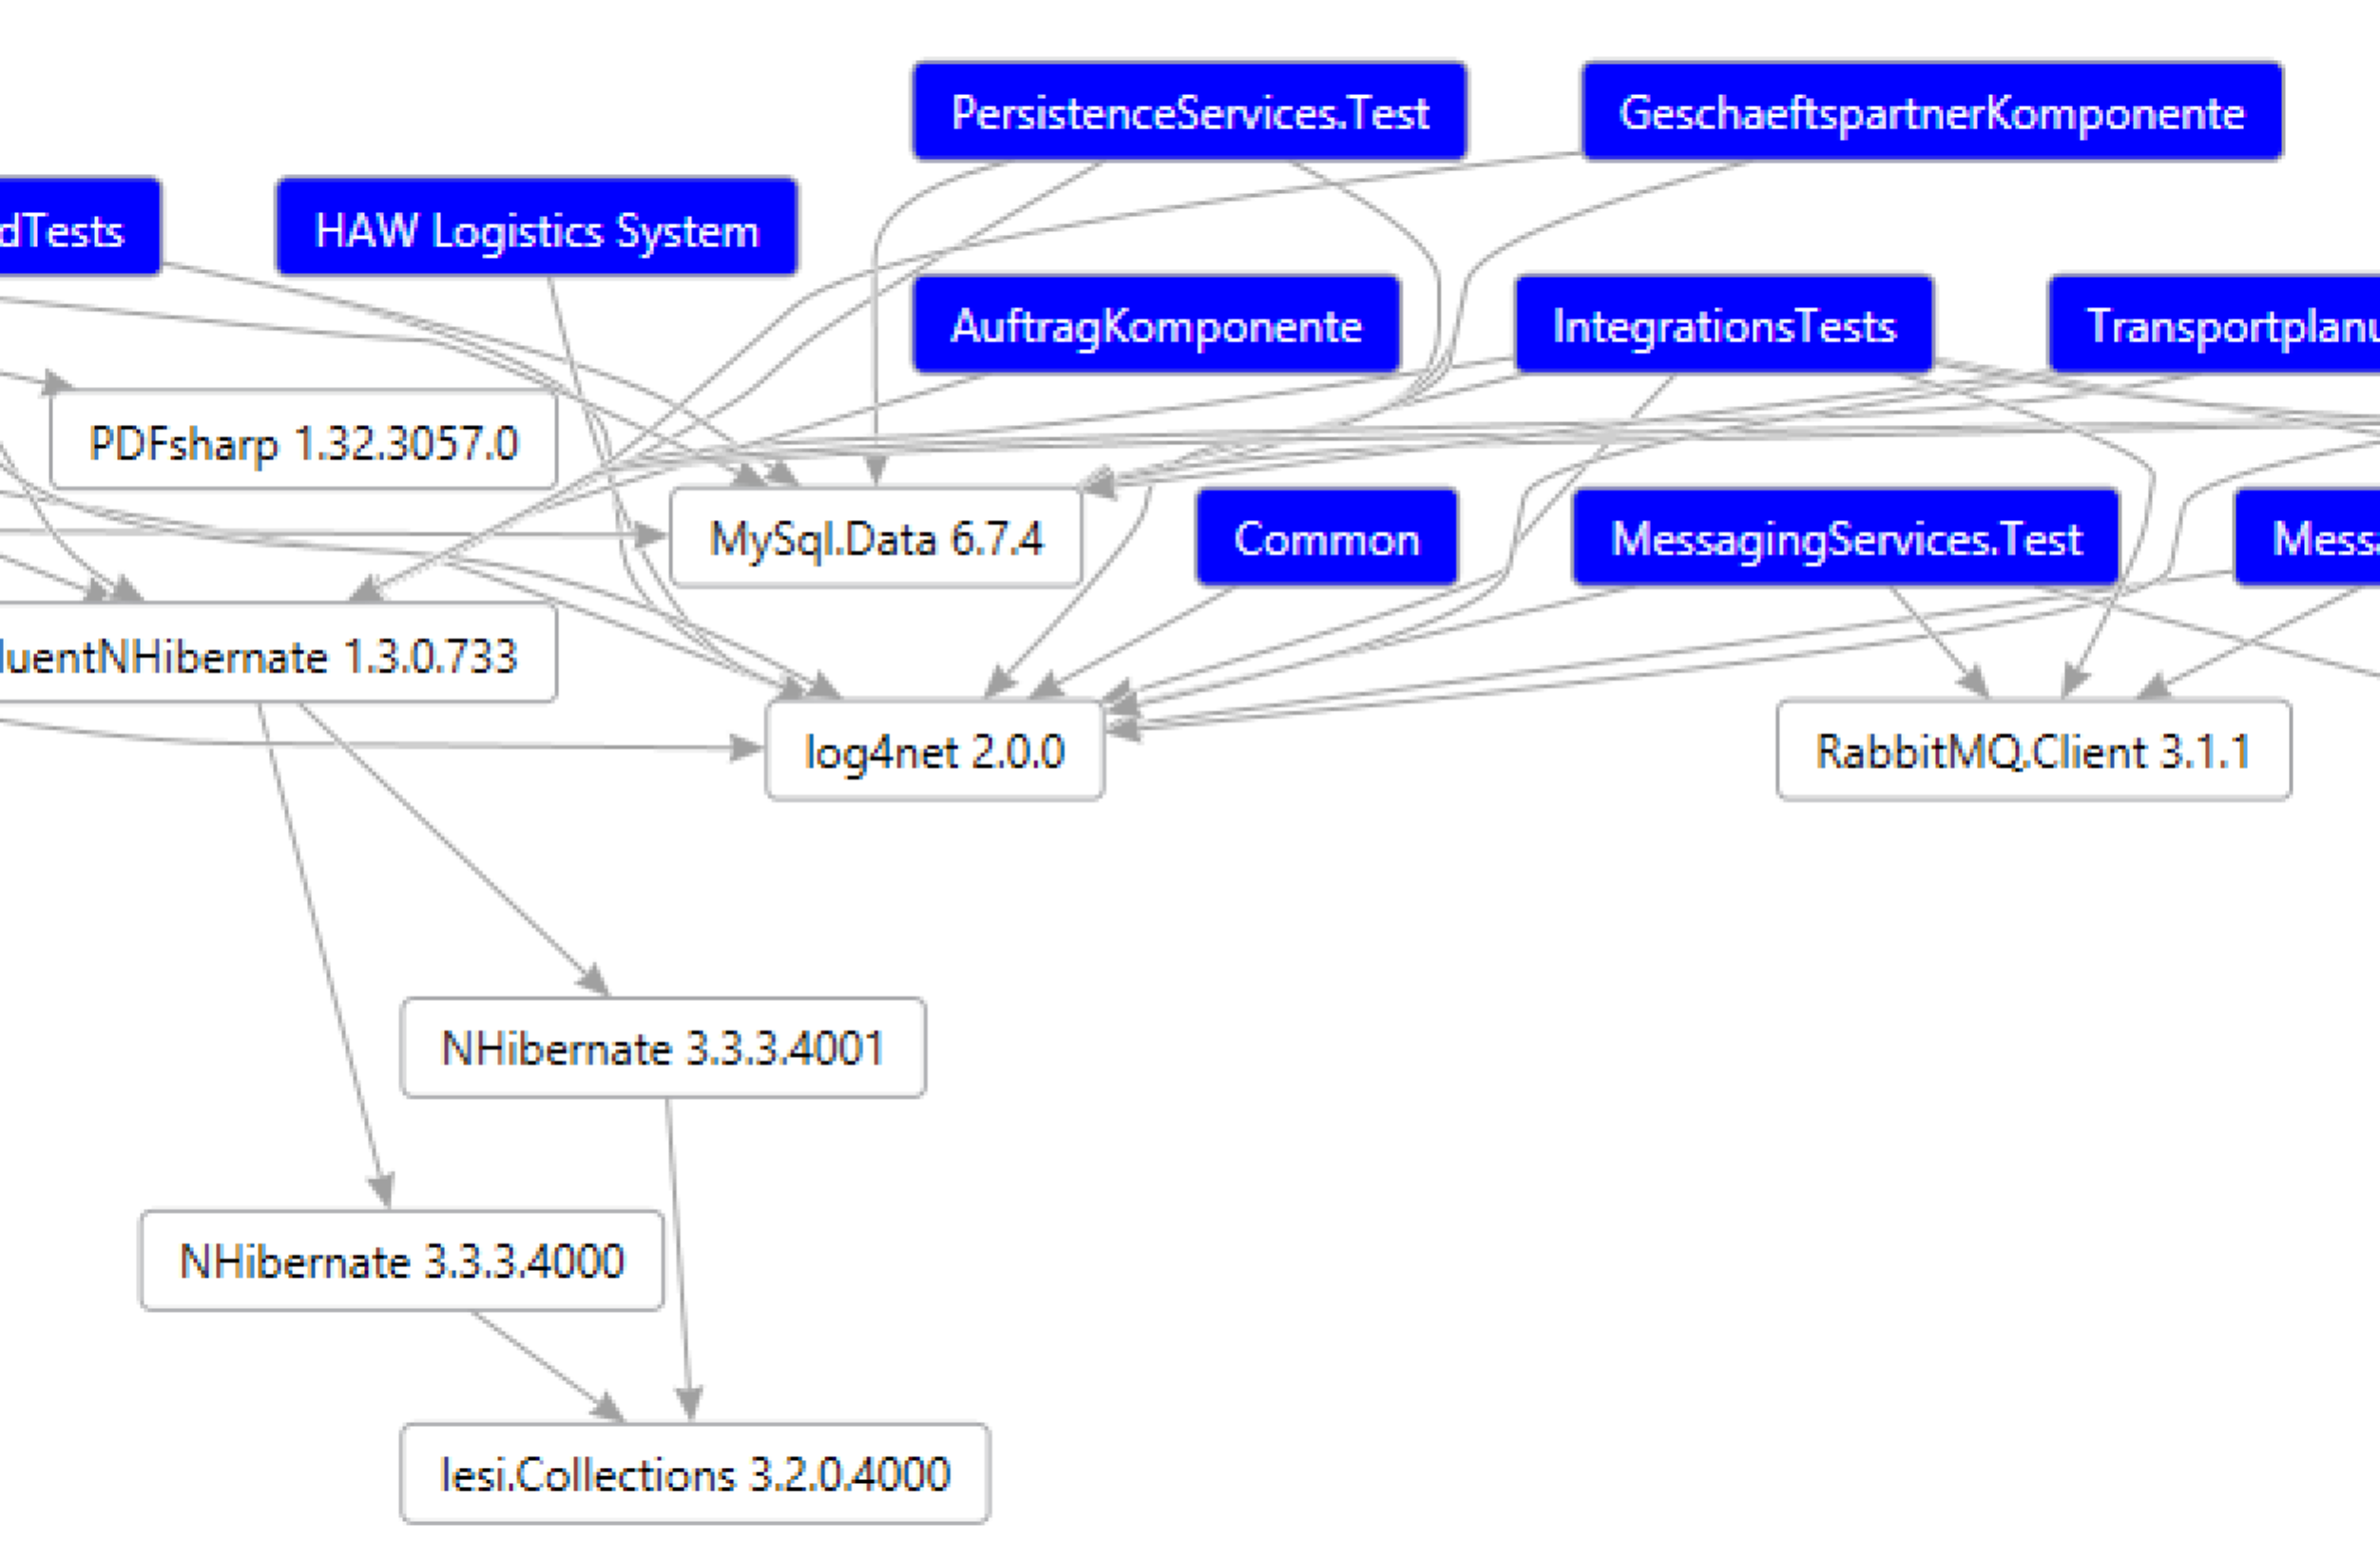 PersistenceServices.Test
GeschaeftspartnerKomponente
dTests
HAW Logistics System
AuftragKomponente
IntegrationsTests
Transportplanu
PDFsharp 1.32.3057.0
MySql.Data 6.7.4
Common
MessagingServices.Test
Messa
luentNHibernate 1.3.0.733
log4net 2.0.0
RabbitMQ.Client 3.1.1
NHibernate 3.3.3.4001
NHibernate 3.3.3.4000
Iesi.Collections 3.2.0.4000